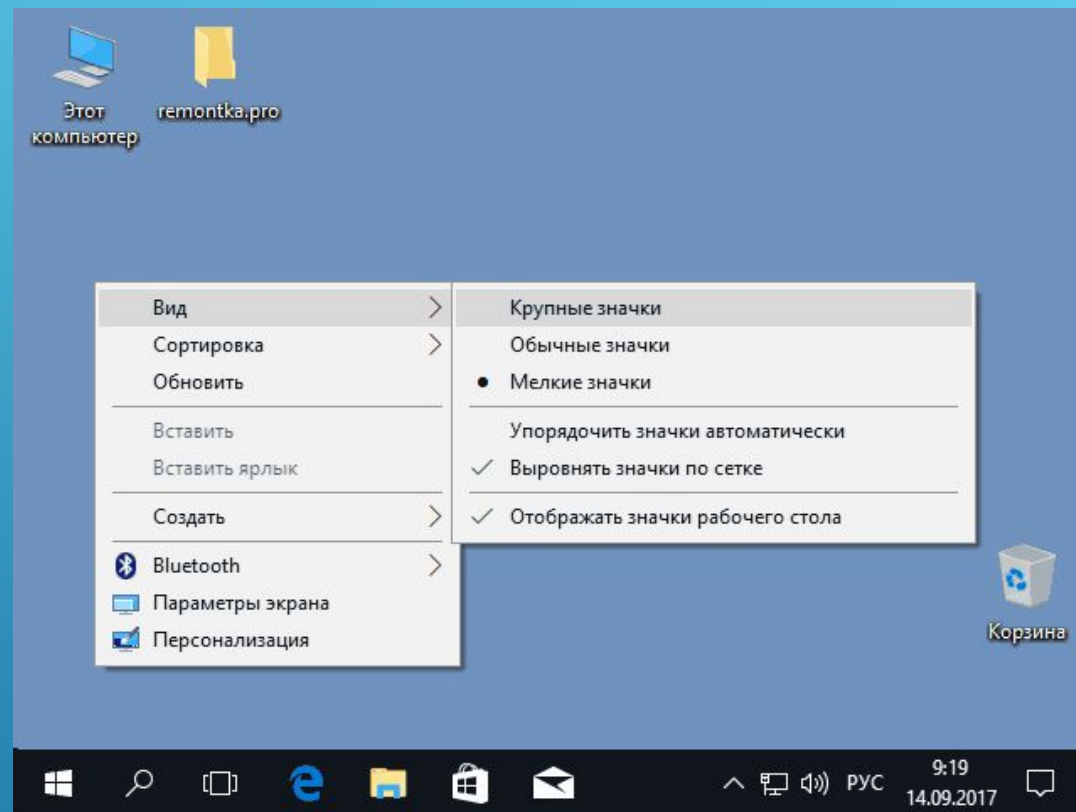 Этот
компьютер
remontka.pro
Вид
Сортировка
Обновить
Вставить
Вставить ярлык
Создать
Bluetooth
Параметры экрана
Персонализация
Крупные значки
Обычные значки
Мелкие значки
Упорядочить значки автоматически
Выровнять значки по сетке
Отображать значки рабочего стола
Корзина
РУС
9:19
14.09.2017